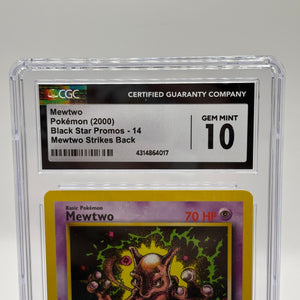 CGC
CERTIFIED GUARANTY COMPANY
Mewtwo
Pokémon (2000)
Black Star Promos - 14
Mewtwo Strikes Back
GEM MINT
10
4314864017
Basic Pokémon
Mewtwo
70 HP